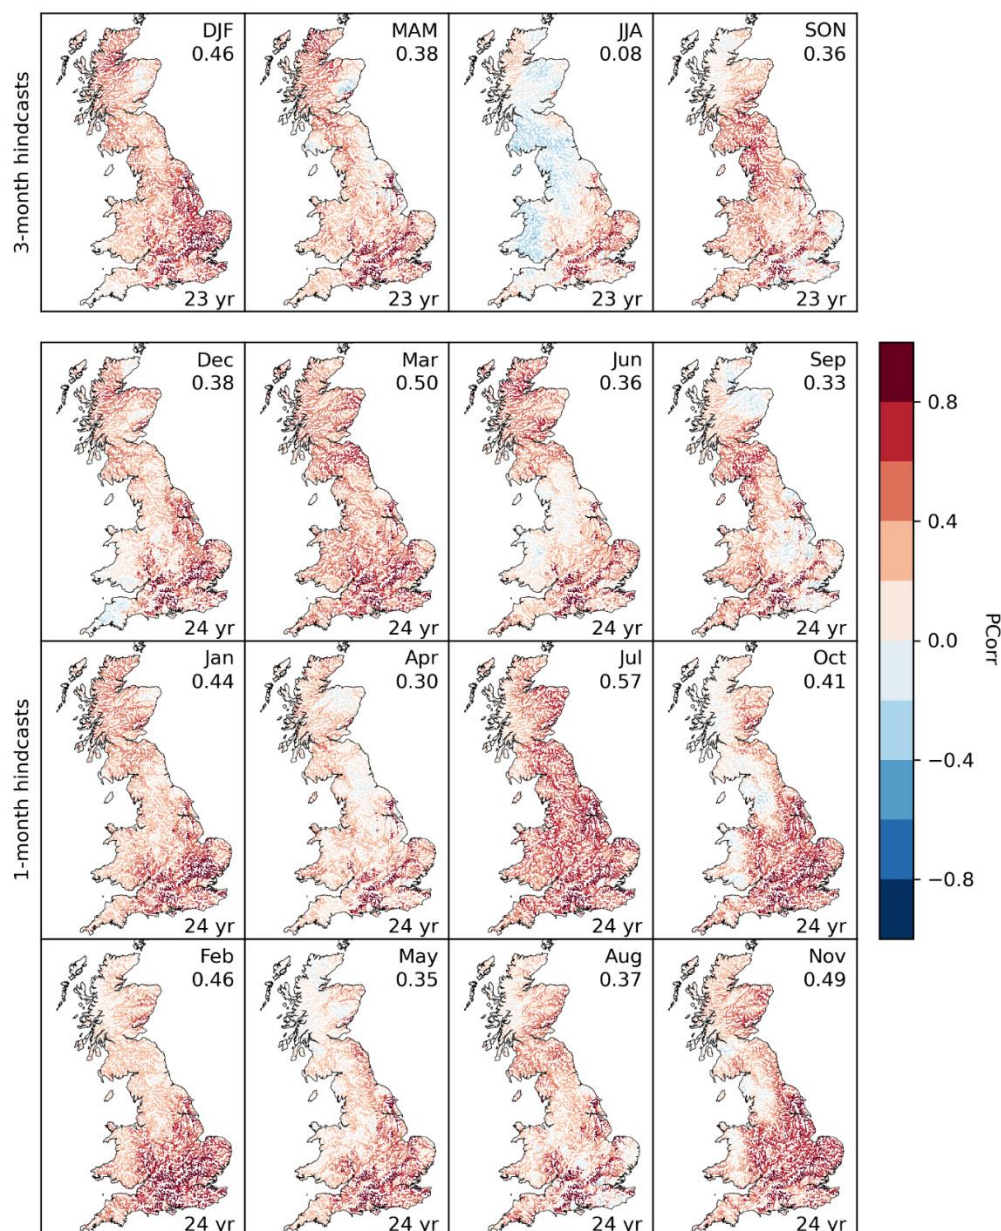 3-month hindcasts
DJF
0.46
23 yr
MAM
0.38
23 yr
JJA
0.08
23 yr
SON
0.36
23 yr
1-month hindcasts
Dec
0.38
24 yr
Mar
0.50
24 yr
Jun
0.36
24 yr
Sep
0.33
24 yr
Jan
0.44
24 yr
Apr
0.30
24 yr
Jul
0.57
24 yr
Oct
0.41
24 yr
Feb
0.46
24 yr
May
0.35
24 yr
Aug
0.37
24 yr
Nov
0.49
24 yr
0.8
0.4
0.0
−0.4
−0.8
PCorr